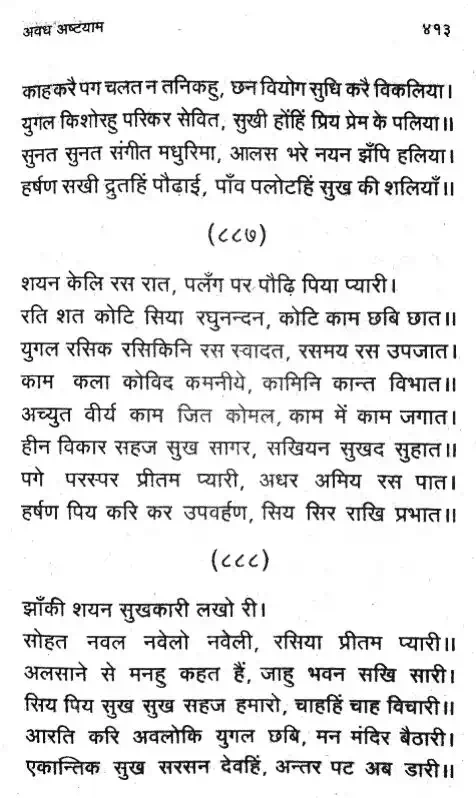 अवध अष्टयाम ४१३
काह करै पग चलत न तनिकहु, छन वियोग सुधि करै विकलिया।
युगल किशोरहु परिकर सेवित, सुखी होंहिं प्रिय प्रेम के पलिया॥
सुनत सुनत संगीत मधुरिमा, आलस भरे नयन झँपि हलिया।
हर्षण सखी द्रुतहिं पौढ़ाई, पाँव पलोटहिं सुख की शलियाँ॥
(८८७)
शयन केलि रस रात, पलँग पर पौढ़ि पिया प्यारी।
रति शत कोटि सिया रघुनन्दन, कोटि काम छबि छात॥
युगल रसिक रसिकिनि रस स्वादत, रसमय रस उपजात।
काम कला कोविद कमनीये, कामिनि कान्त विभात॥
अच्युत वीर्य काम जित कोमल, काम में काम जगात।
हीन विकार सहज सुख सागर, सखियन सुखद सुहात॥
पगे परस्पर प्रीतम प्यारी, अधर अमिय रस पात।
हर्षण पिय करि कर उपवर्हण, सिय सिर राखि प्रभात॥
(८८८)
झाँकी शयन सुखकारी लखो री।
सोहत नवल नवेलो नवेली, रसिया प्रीतम प्यारी॥
अलसाने से मनहु कहत हैं, जाहु भवन सखि सारी।
सिय पिय सुख सुख सहज हमारो, चाहहिं चाह विचारी॥
आरति करि अवलोकि युगल छबि, मन मंदिर बैठारी।
एकान्तिक सुख सरसन देवहिं, अन्तर पट अब डारी॥